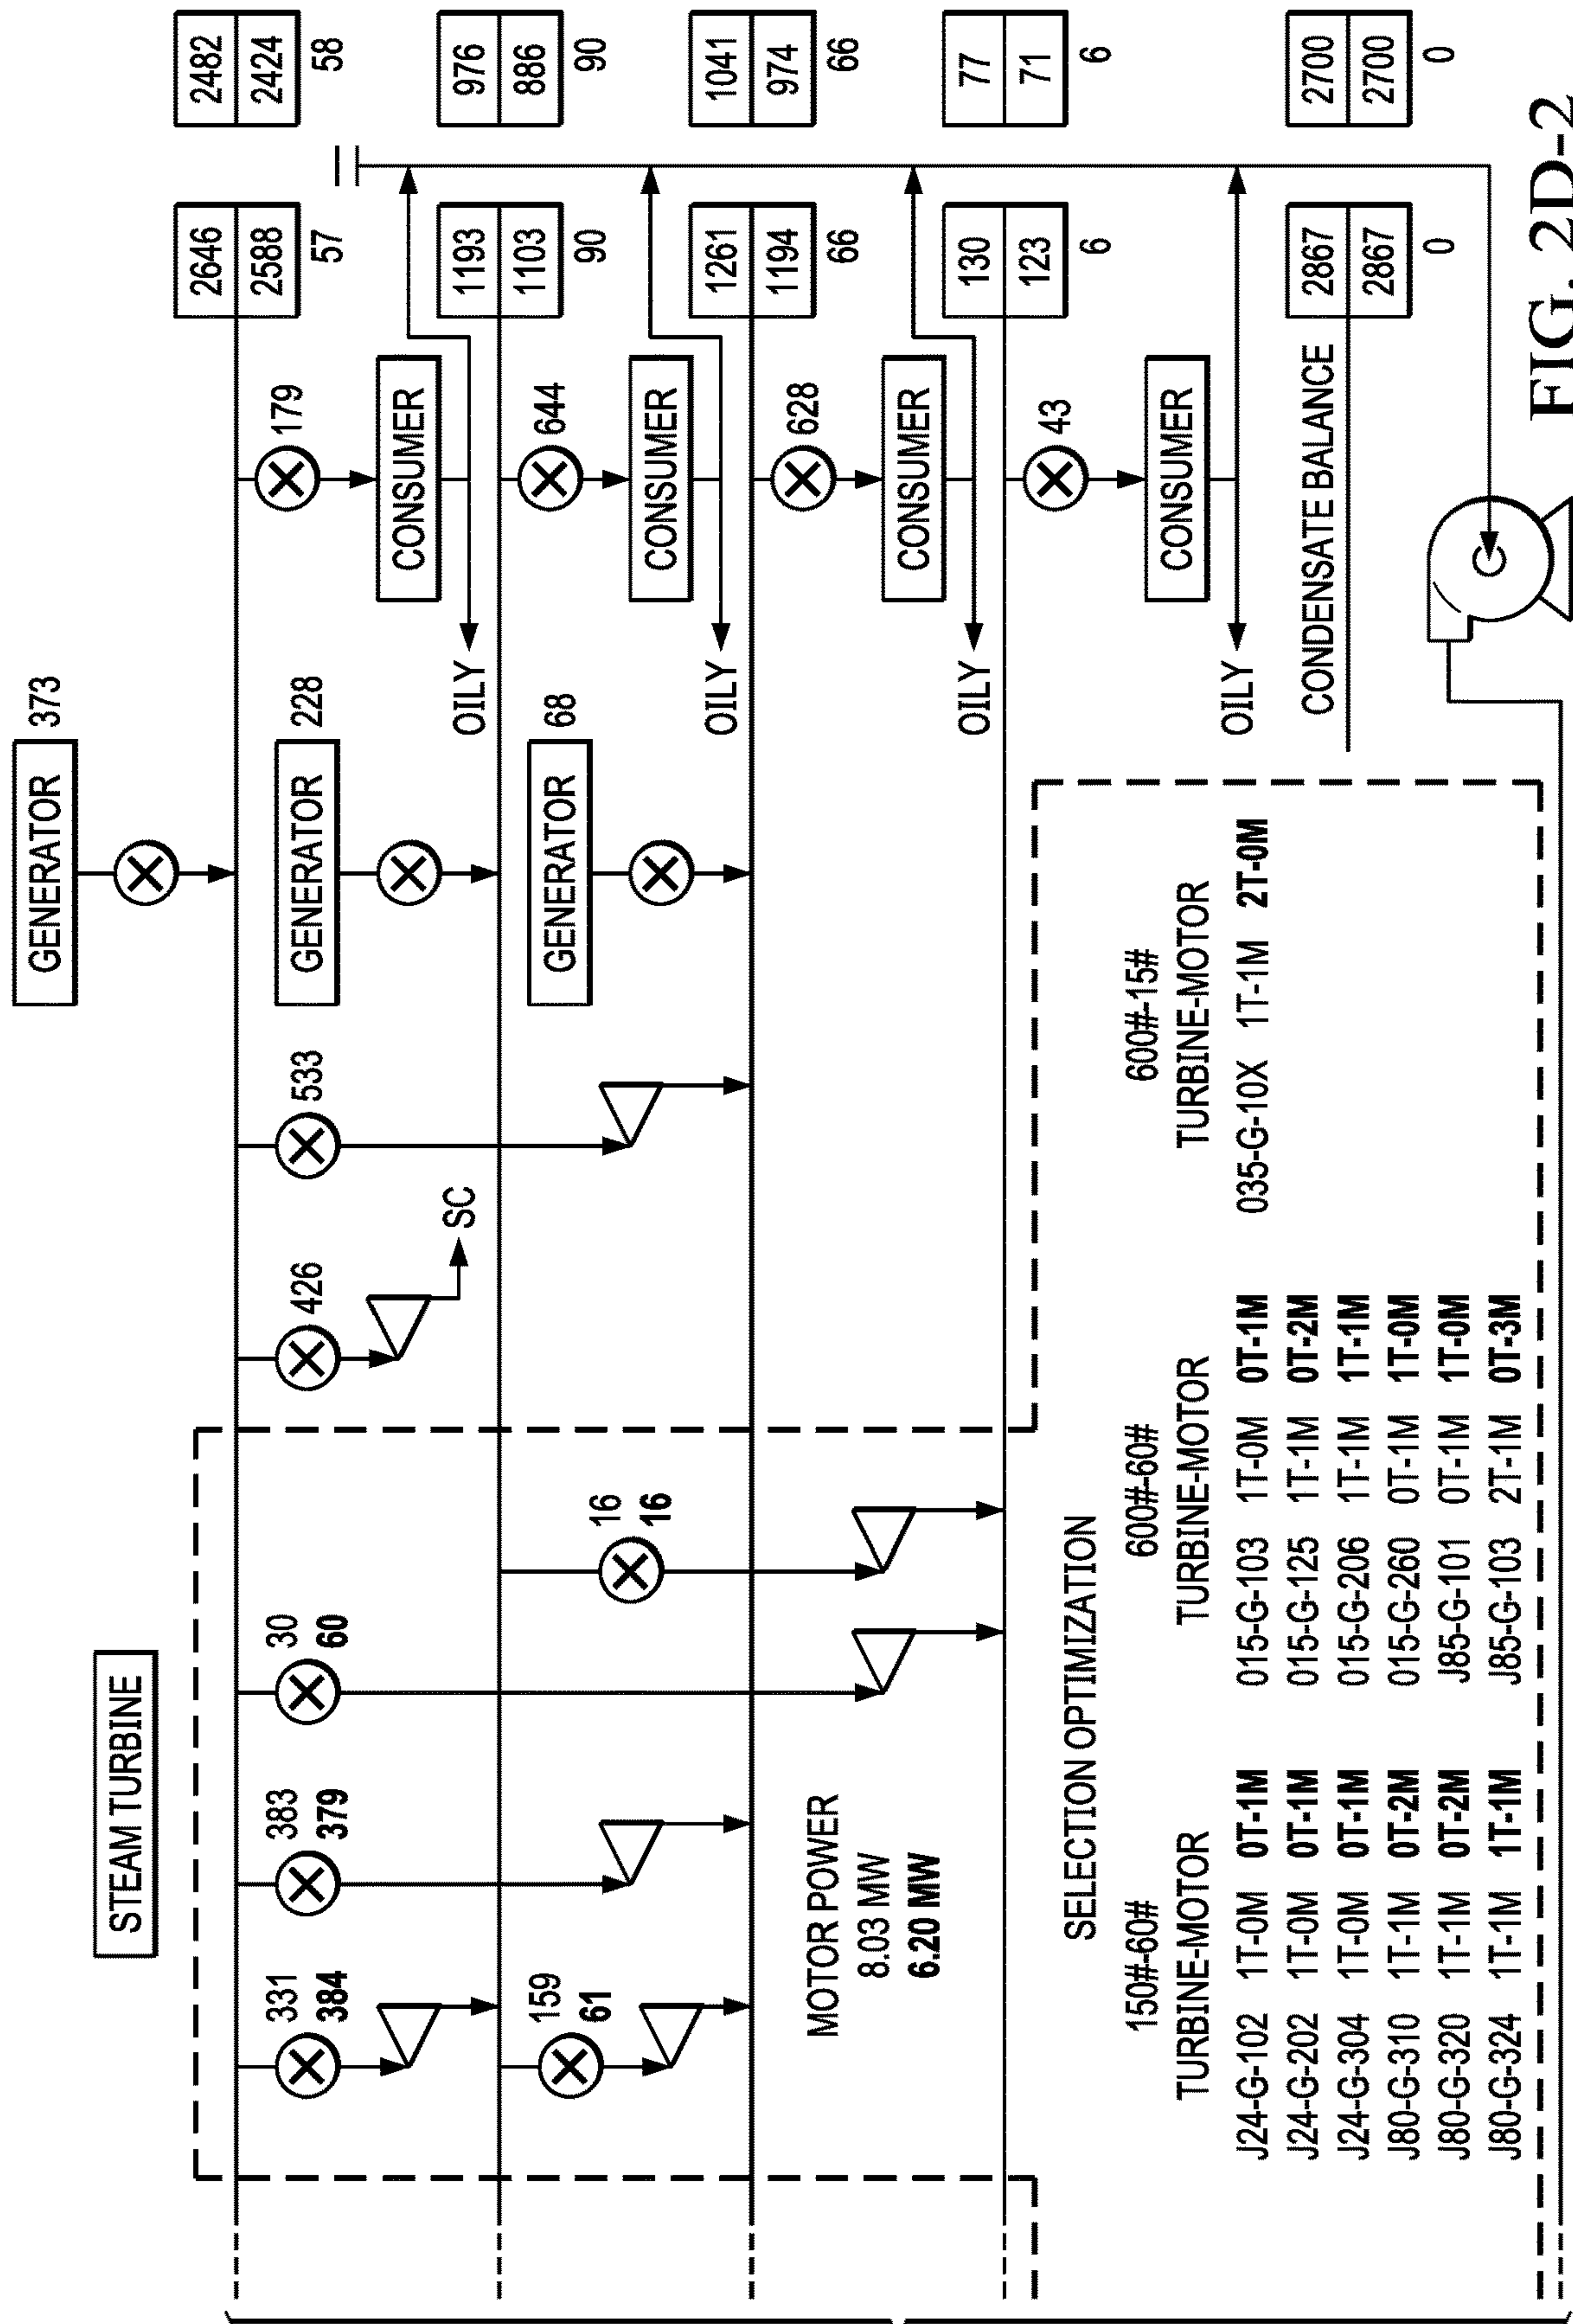 GENERATOR 373
STEAM TURBINE
2646 2482
2588 2424
57 58
331 383 30 426 533 GENERATOR 228 179
384 379 60
CONSUMER
SC
OILY
1193 976
1103 886
90 90
159 16 GENERATOR 68 644
61 16
CONSUMER
OILY
1261 1041
1194 974
66 66
MOTOR POWER
8.03 MW
6.20 MW
628
CONSUMER
OILY
130 77
123 71
6 6
43
CONSUMER
OILY
SELECTION OPTIMIZATION
150#-60# 600#-60# 600#-15#
TURBINE-MOTOR TURBINE-MOTOR TURBINE-MOTOR
J24-G-102 1T-0M 0T-1M 015-G-103 1T-0M 0T-1M 035-G-10X 1T-1M 2T-0M
J24-G-202 1T-0M 0T-1M 015-G-125 1T-1M 0T-2M
J24-G-304 1T-0M 0T-1M 015-G-206 1T-1M 1T-1M
J80-G-310 1T-1M 0T-2M 015-G-260 0T-1M 1T-0M
J80-G-320 1T-1M 0T-2M J85-G-101 0T-1M 1T-0M
J80-G-324 1T-1M 1T-1M J85-G-103 2T-1M 0T-3M
CONDENSATE BALANCE
2867 2700
2867 2700
0 0
FIG. 2D-2